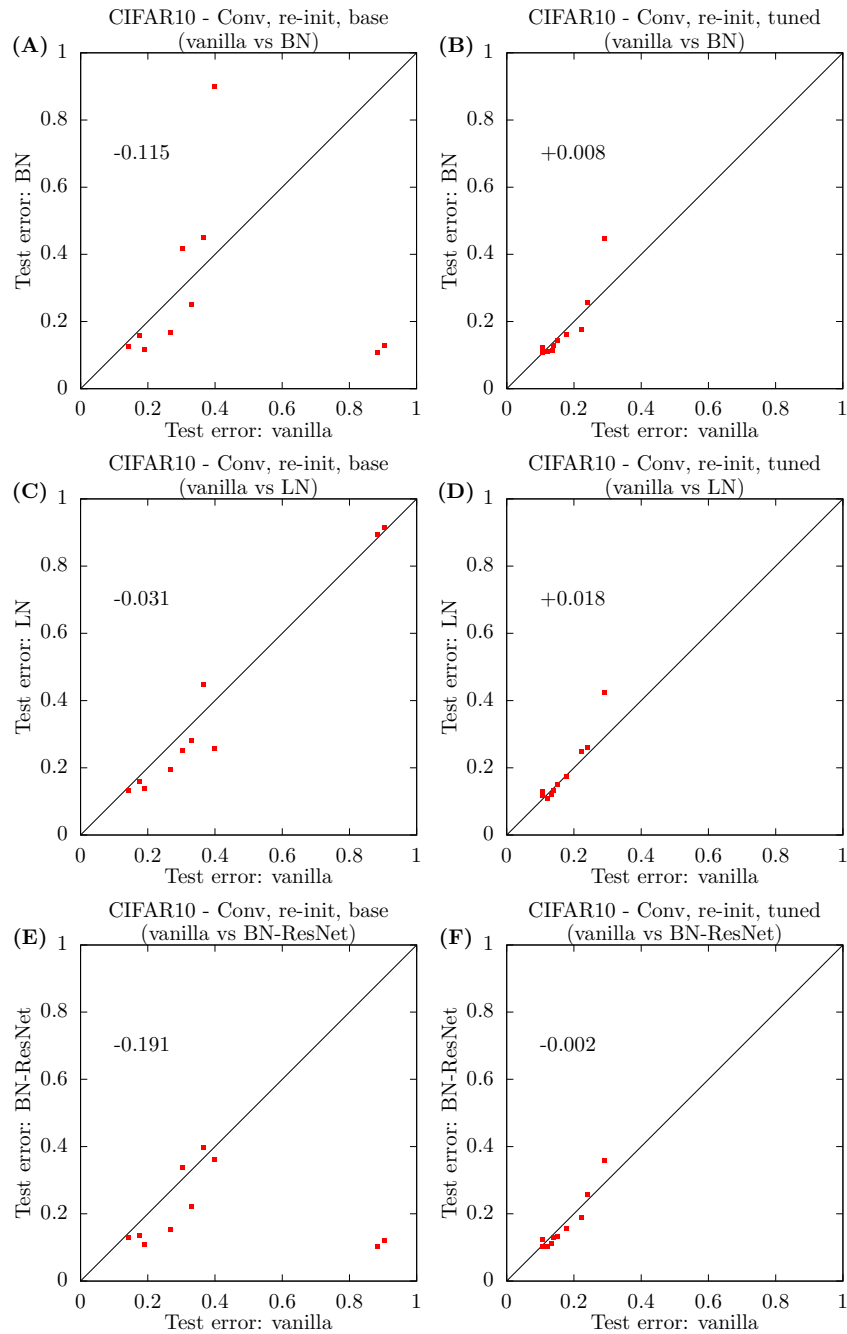 CIFAR10 - Conv, re-init, base
(A)
(vanilla vs BN)
1
0.8
0.6
0.4
0.2
0
Test error: BN
-0.115
0 0.2 0.4 0.6 0.8 1
Test error: vanilla
CIFAR10 - Conv, re-init, tuned
(B)
(vanilla vs BN)
1
0.8
0.6
0.4
0.2
0
Test error: BN
+0.008
0 0.2 0.4 0.6 0.8 1
Test error: vanilla
CIFAR10 - Conv, re-init, base
(C)
(vanilla vs LN)
1
0.8
0.6
0.4
0.2
0
Test error: LN
-0.031
0 0.2 0.4 0.6 0.8 1
Test error: vanilla
CIFAR10 - Conv, re-init, tuned
(D)
(vanilla vs LN)
1
0.8
0.6
0.4
0.2
0
Test error: LN
+0.018
0 0.2 0.4 0.6 0.8 1
Test error: vanilla
CIFAR10 - Conv, re-init, base
(E)
(vanilla vs BN-ResNet)
1
0.8
0.6
0.4
0.2
0
Test error: BN-ResNet
-0.191
0 0.2 0.4 0.6 0.8 1
Test error: vanilla
CIFAR10 - Conv, re-init, tuned
(F)
(vanilla vs BN-ResNet)
1
0.8
0.6
0.4
0.2
0
Test error: BN-ResNet
-0.002
0 0.2 0.4 0.6 0.8 1
Test error: vanilla